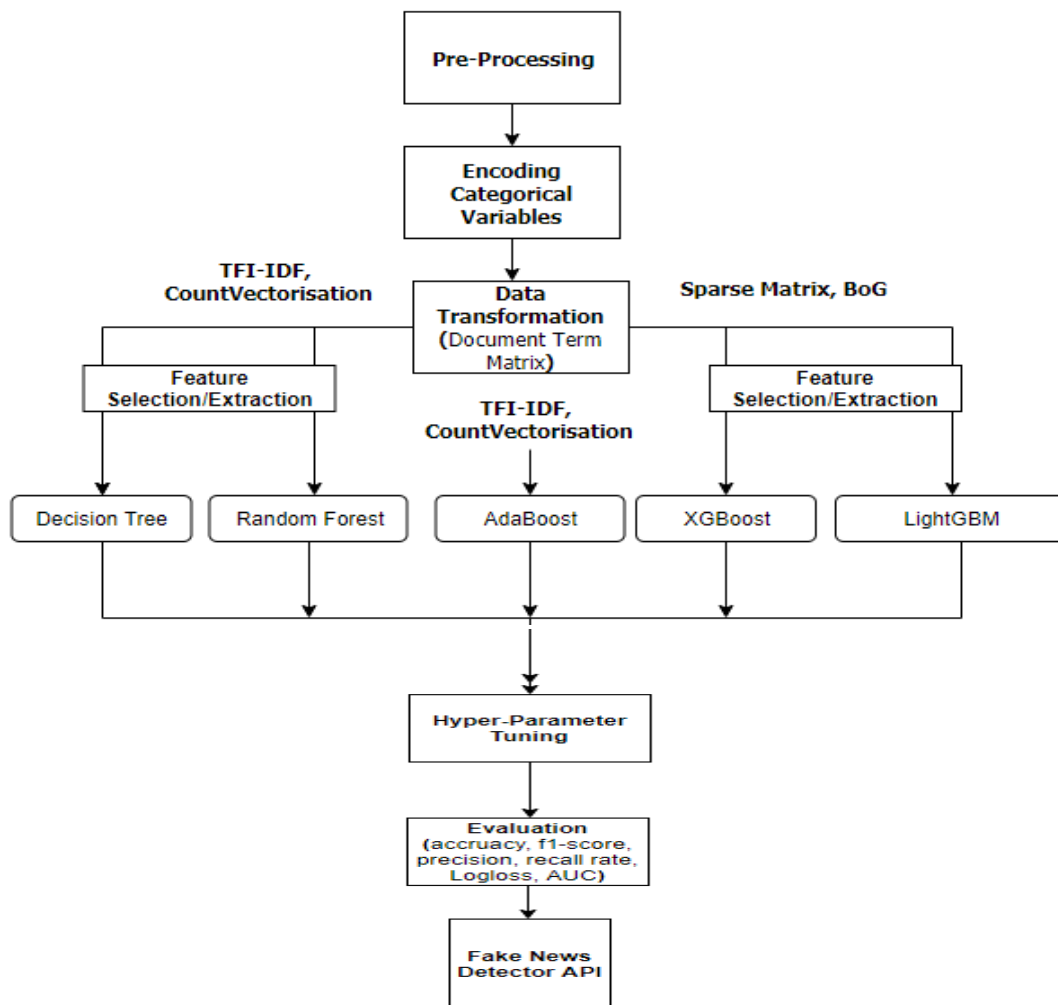 Pre-Processing
Encoding
Categorical
Variables
TFI-IDF,
CountVectorisation
Data
Transformation
(Document Term
Matrix)
Sparse Matrix, BoG
Feature
Selection/Extraction
TFI-IDF,
CountVectorisation
Feature
Selection/Extraction
Decision Tree
Random Forest
AdaBoost
XGBoost
LightGBM
Hyper-Parameter
Tuning
Evaluation
(accruacy, f1-score,
precision, recall rate,
Logloss, AUC)
Fake News
Detector API